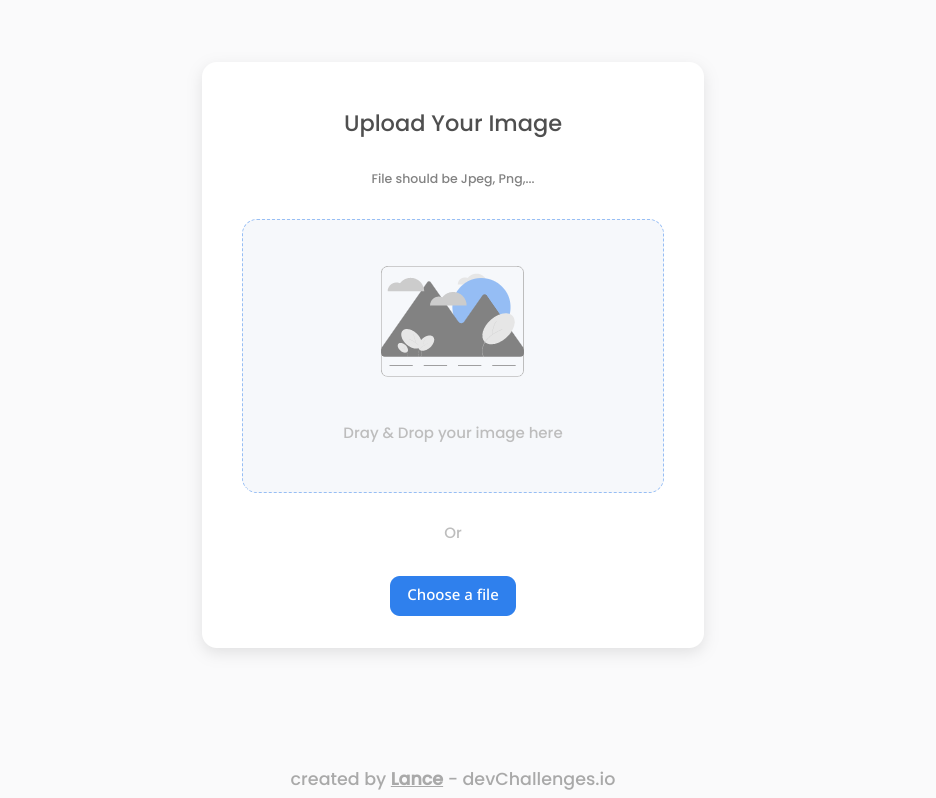 Upload Your Image
File should be Jpeg, Png,...
Dray & Drop your image here
Or
Choose a file
created by Lance - devChallenges.io